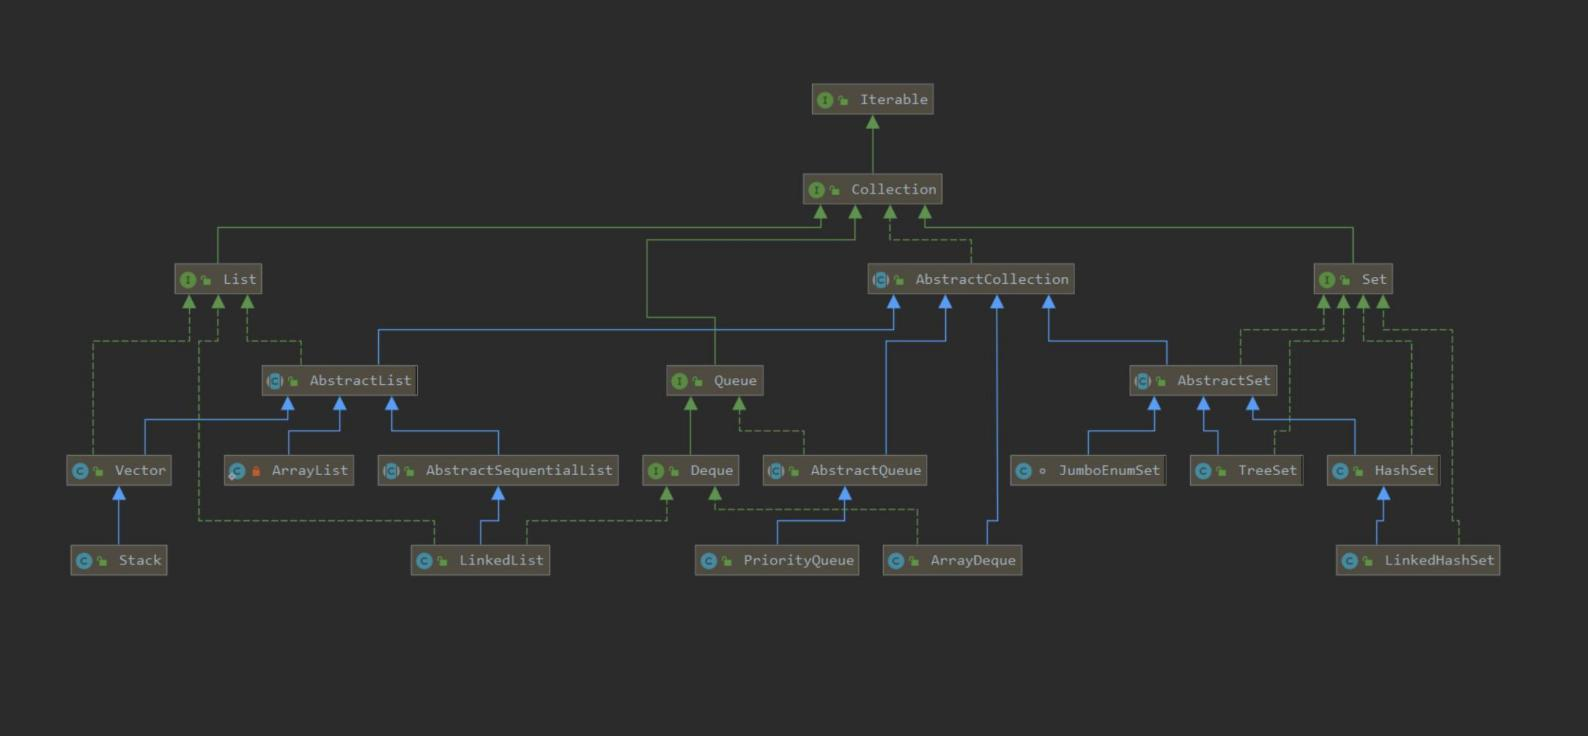 Iterable
Collection
List
AbstractCollection
Set
AbstractList
Queue
AbstractSet
Vector
ArrayList
AbstractSequentialList
Deque
AbstractQueue
JumboEnumSet
TreeSet
HashSet
Stack
LinkedList
PriorityQueue
ArrayDeque
LinkedHashSet